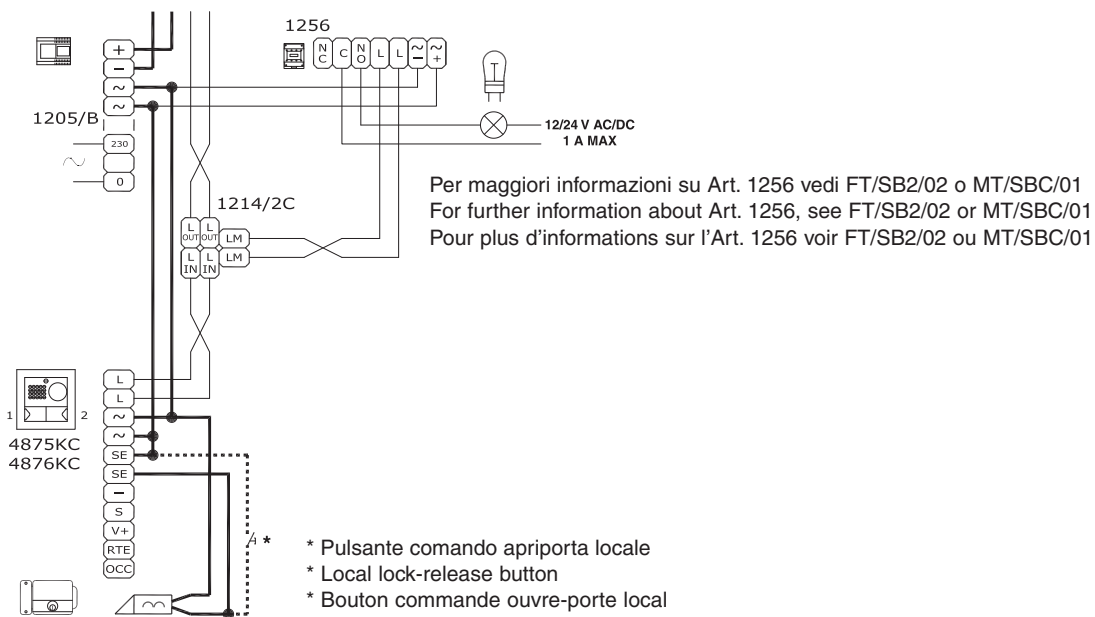 1256
NC C NO L L ~− ~+
+
−
~
~
1205/B
230
0
~
12/24 V AC/DC
1 A MAX
Per maggiori informazioni su Art. 1256 vedi FT/SB2/02 o MT/SBC/01
For further information about Art. 1256, see FT/SB2/02 or MT/SBC/01
Pour plus d'informations sur l'Art. 1256 voir FT/SB2/02 ou MT/SBC/01
1214/2C
L OUT L OUT LM
L IN L IN LM
1 2
4875KC
4876KC
L
L
~
~
SE
SE
−
S
V+
RTE
OCC
*
* Pulsante comando apriporta locale
* Local lock-release button
* Bouton commande ouvre-porte local